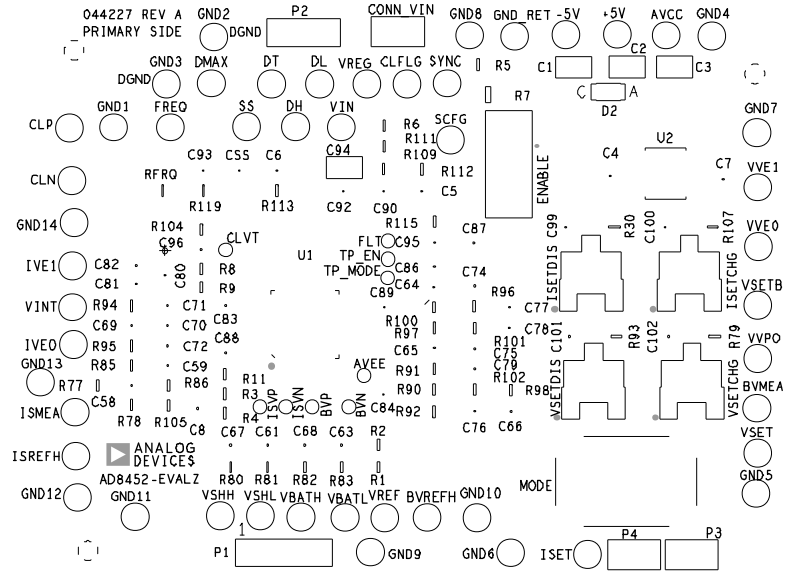 044227 REV A
PRIMARY SIDE
GND2
DGND
P2
CONN_VIN
GND8
GND_RET
-5V
+5V
AVCC
GND4
GND3
DMAX
DGND
DT
DL
VREG
CLFLG
SYNC
R5
C1
C2
C3
R7
C
A
D2
CLP
GND1
FREQ
SS
DH
VIN
R6
R111
R109
SCFG
R112
GND7
U2
C93
CSS
C6
C94
C4
C7
CLN
RFRQ
R119
R113
C92
C90
C5
ENABLE
VVE1
GND14
R104
C96
CLVT
R115
C87
C99
R30
C100
R107
VVE0
U1
FLT
C95
TP_EN
C86
TP_MODE
C64
IVE1
C82
C81
C80
R8
R9
C74
ISETDIS
ISETCHG
VSETB
VINT
R94
C71
C83
C89
R96
C77
C69
C70
R100
R97
C78
C101
R93
C102
R79
IVE0
R95
C72
C88
C65
R101
C75
C79
R102
VVP0
GND13
R85
C59
AVEE
R91
R77
R86
R11
R90
R98
VSETDIS
VSETCHG
BVMEA
C58
R3
R4
ISVP
ISVN
BVP
BVN
C84
R92
ISMEA
R78
R105
C8
C67
C61
C68
C63
R2
C76
C66
VSET
ISREFH
ANALOG
DEVICES
AD8452-EVALZ
R80
R81
R82
R83
R1
MODE
GND5
GND12
GND11
VSHH
VSHL
VBATH
VBATL
VREF
BVREFH
GND10
1
P1
GND9
GND6
ISET
P4
P3